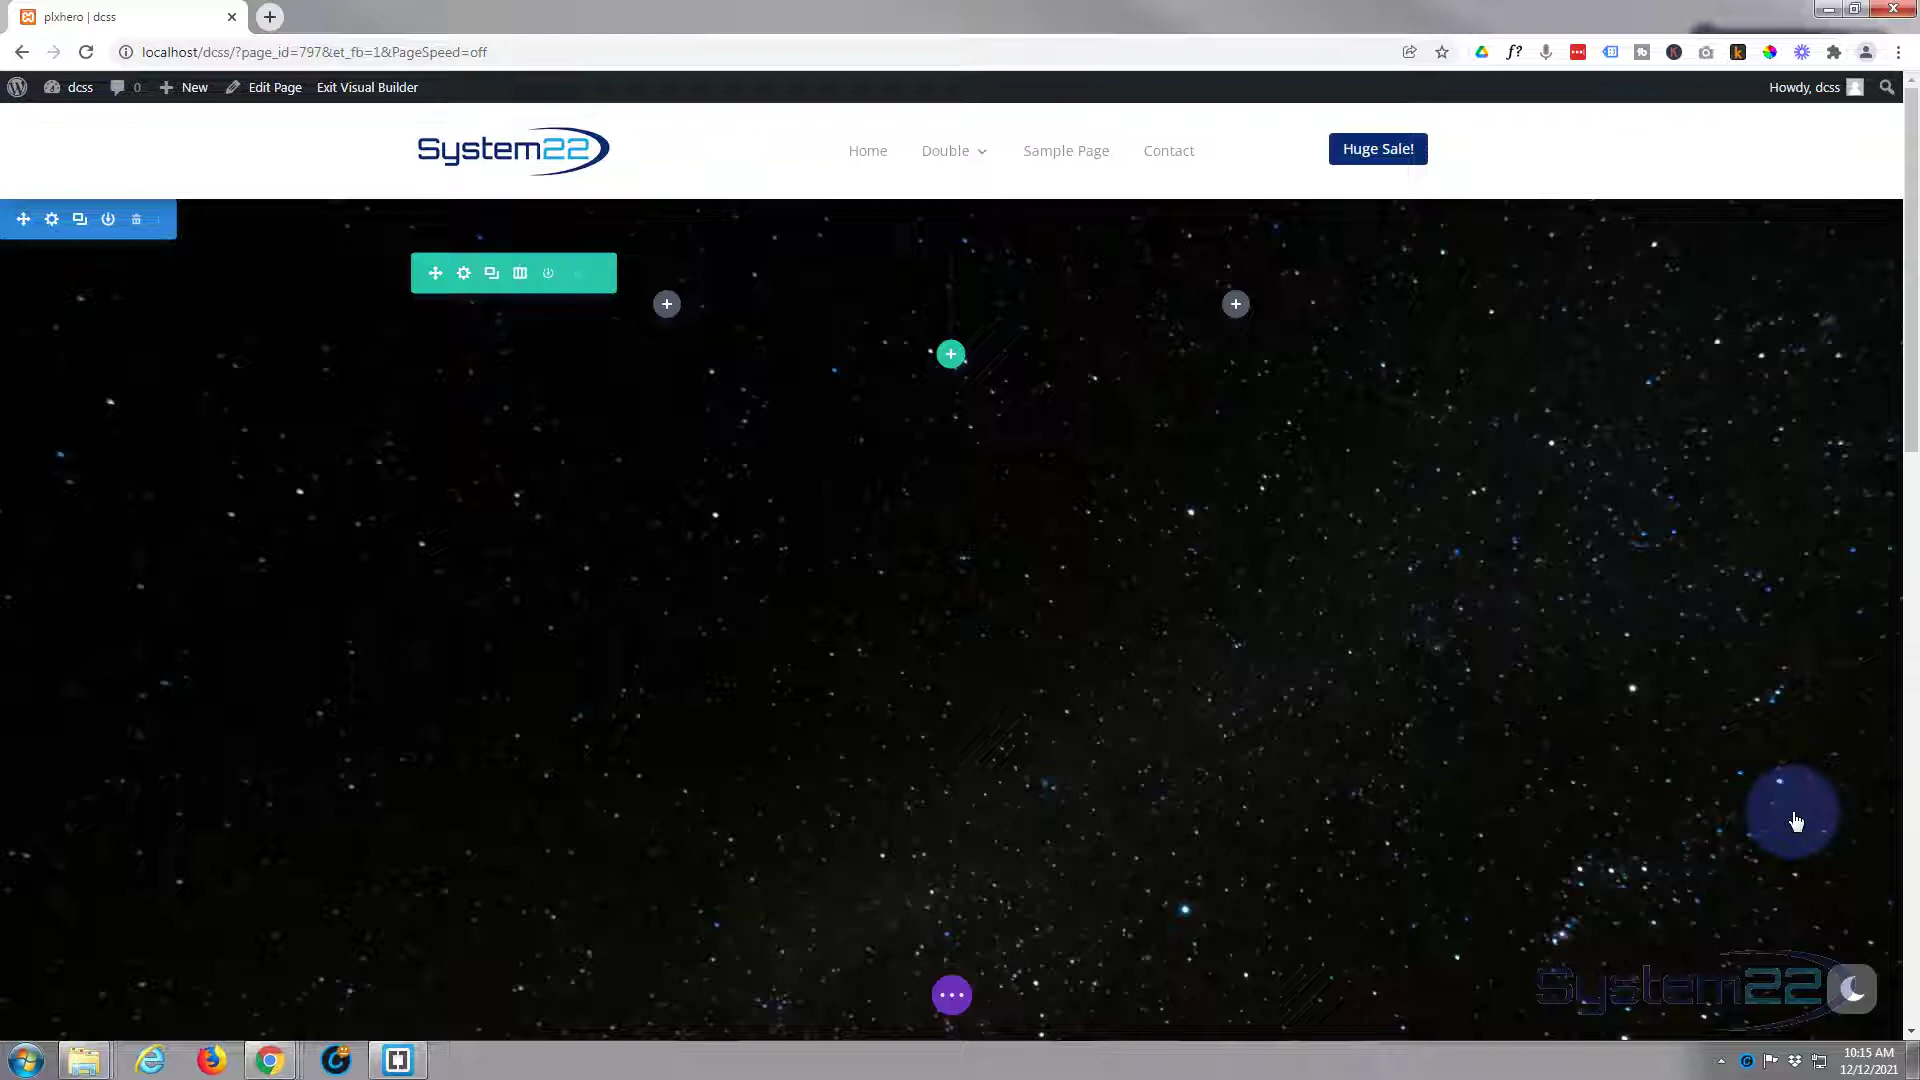 plxhero | dcss
localhost/dcss/?page_id=797&et_fb=1&PageSpeed=off
dcss 0 New Edit Page Exit Visual Builder Howdy, dcss
System22 Home Double Sample Page Contact Huge Sale!
System22
10:15 AM
12/12/2021